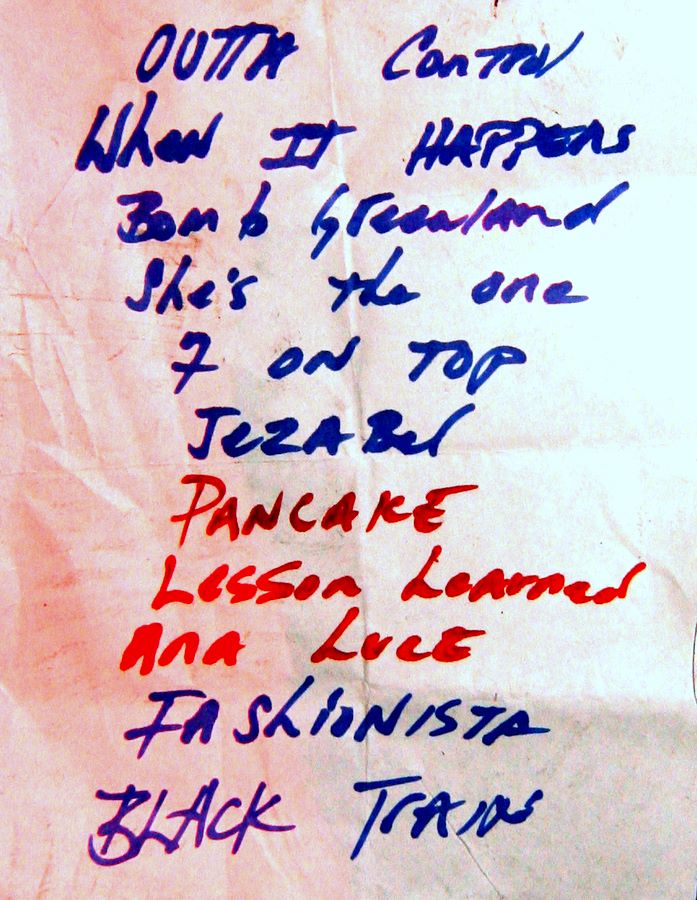 OUTTA Control
When IT HAPPENS
Bomb Greenland
She's the one
7 ON TOP
JEZABel
PANCAKE
Lesson Learned
Ana LUCE
FAShIONISTA
BLACK TRAIN